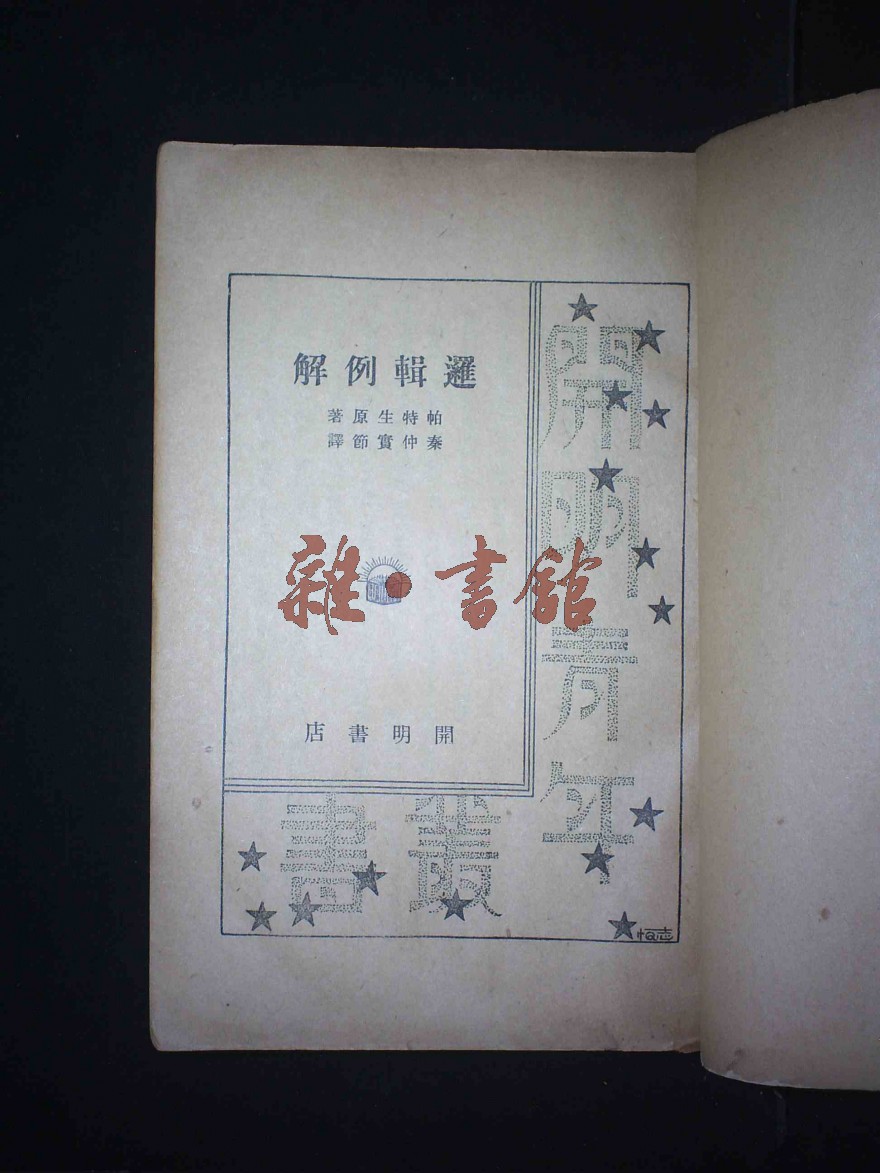 邏輯例解
帕特生原著
秦仲實節譯
雜·書館
開明書店
開明青年
叢書